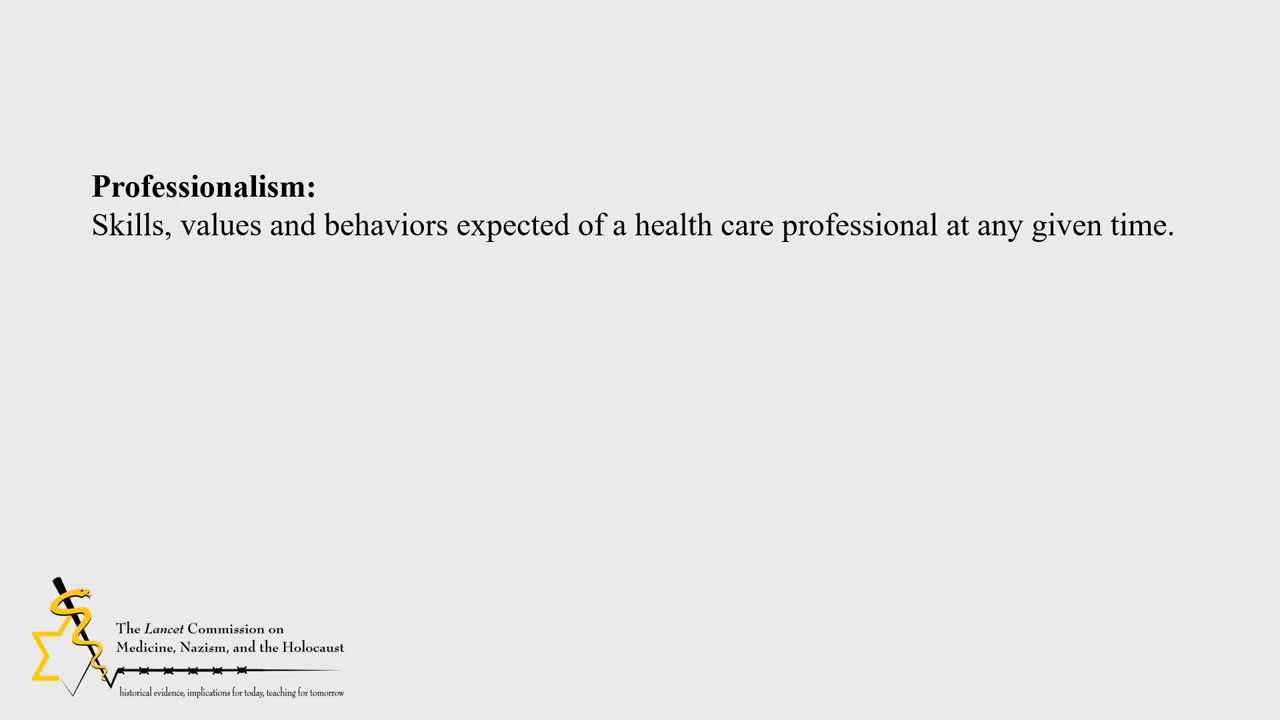 Professionalism:
Skills, values and behaviors expected of a health care professional at any given time.
The Lancet Commission on
Medicine, Nazism, and the Holocaust
historical evidence, implications for today, teaching for tomorrow